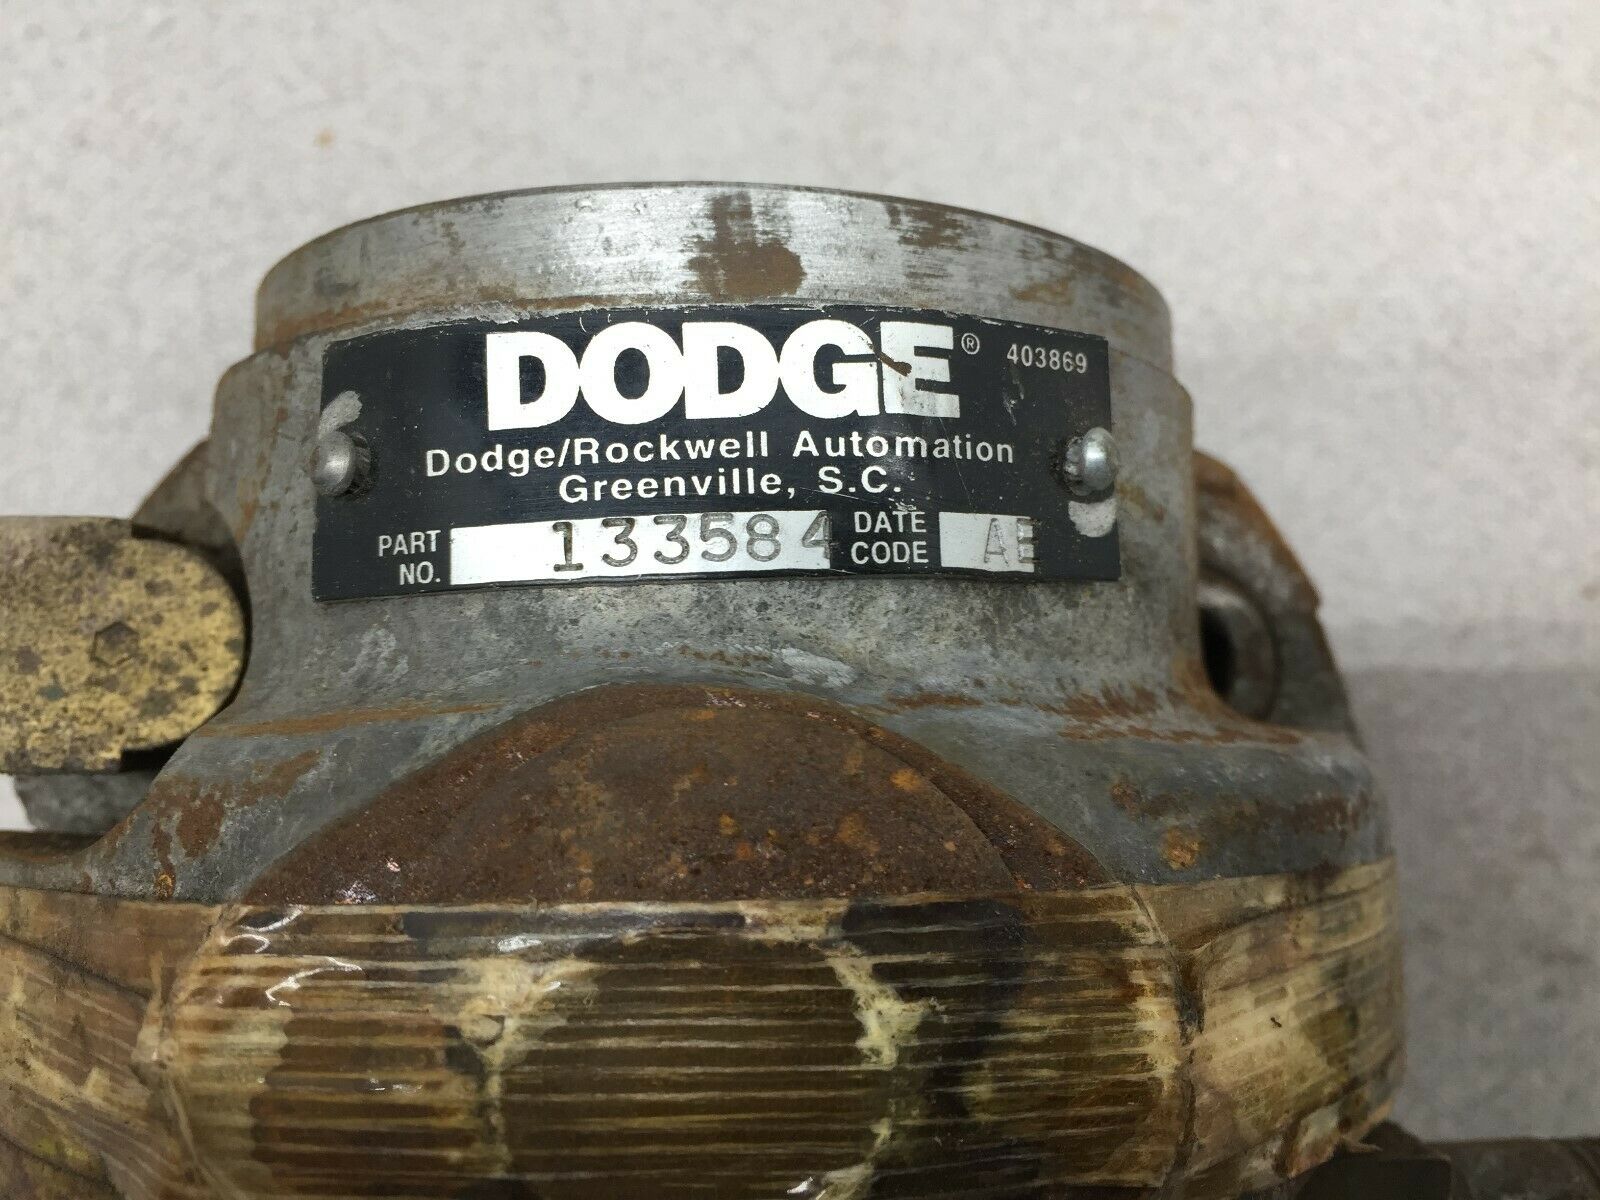 DODGE® 403869
Dodge/Rockwell Automation
Greenville, S.C.
PART NO. 133584 DATE CODE AE